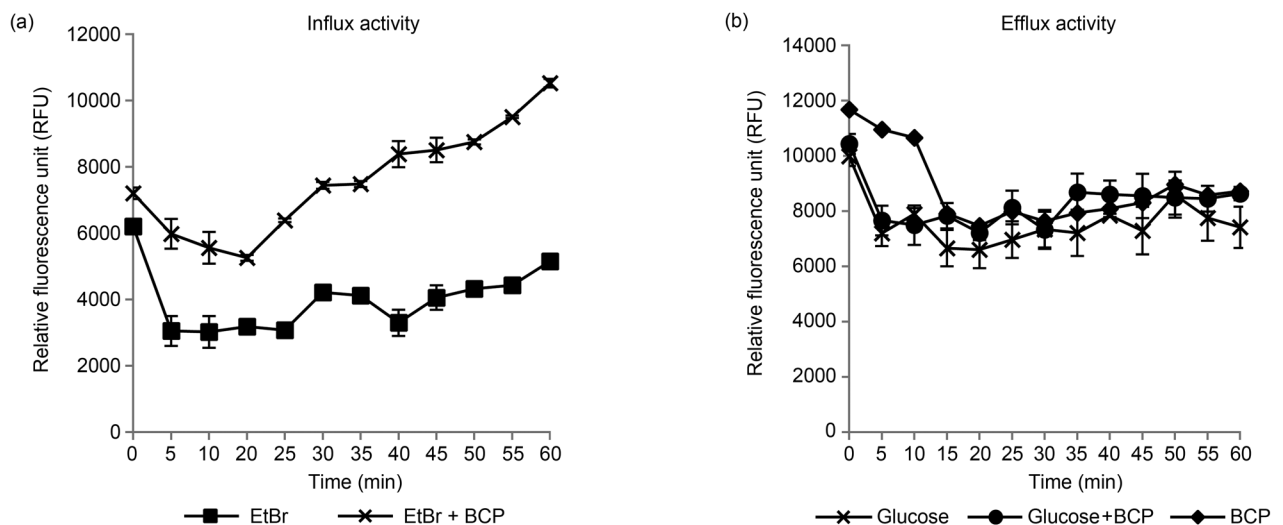 (a)
Influx activity
Relative fluorescence unit (RFU)
12000
10000
8000
6000
4000
2000
0
0 5 10 20 25 30 35 40 45 50 55 60
Time (min)
EtBr EtBr + BCP
(b)
Efflux activity
Relative fluorescence unit (RFU)
14000
12000
10000
8000
6000
4000
2000
0
0 5 10 15 20 25 30 35 40 45 50 55 60
Time (min)
Glucose Glucose+BCP BCP